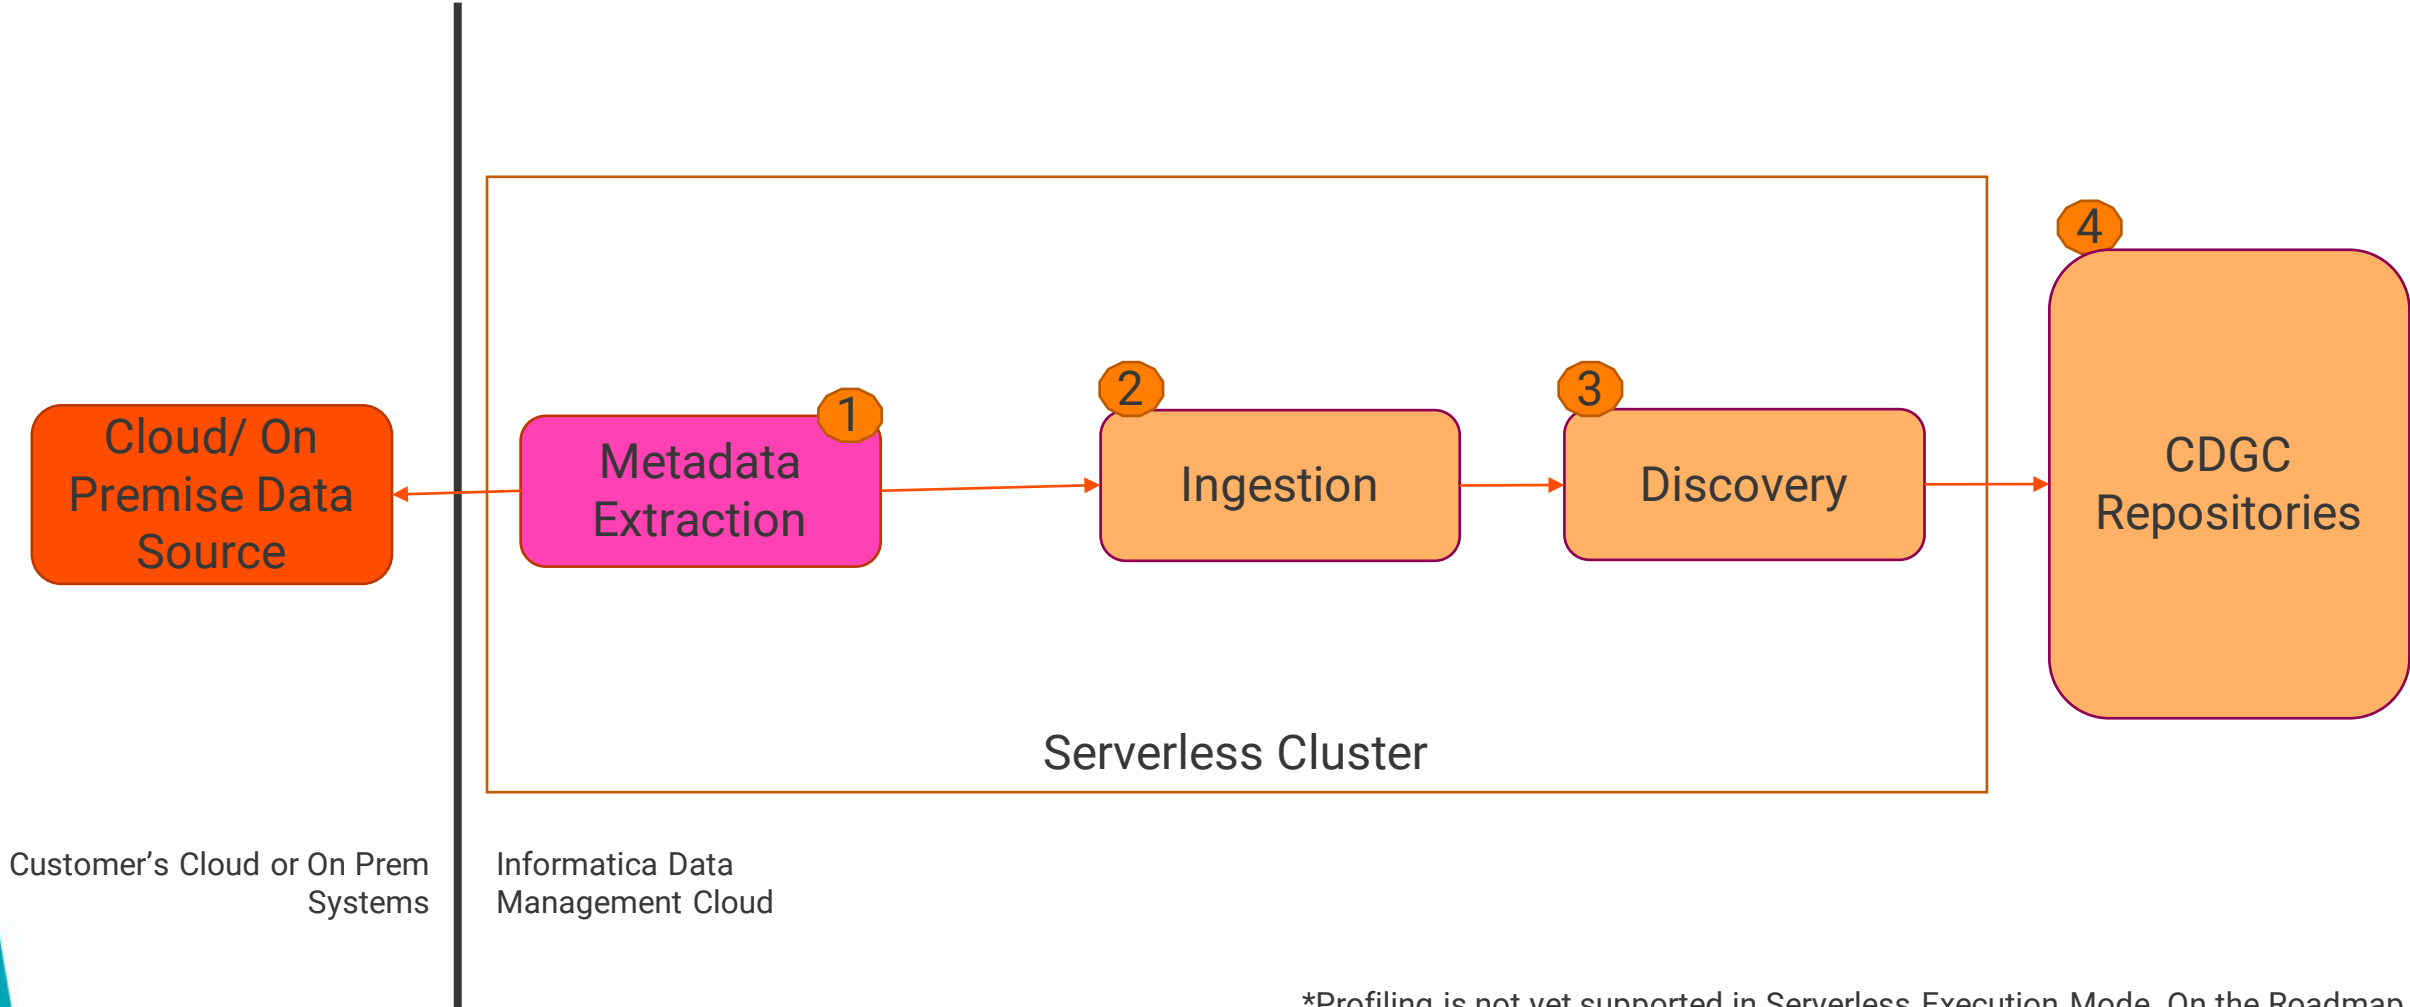 4
1
2
3
Cloud/ On
Premise Data
Source
Metadata
Extraction
Ingestion
Discovery
CDGC
Repositories
Serverless Cluster
Customer’s Cloud or On Prem
Systems
Informatica Data
Management Cloud
*Profiling is not yet supported in Serverless Execution Mode. On the Roadmap